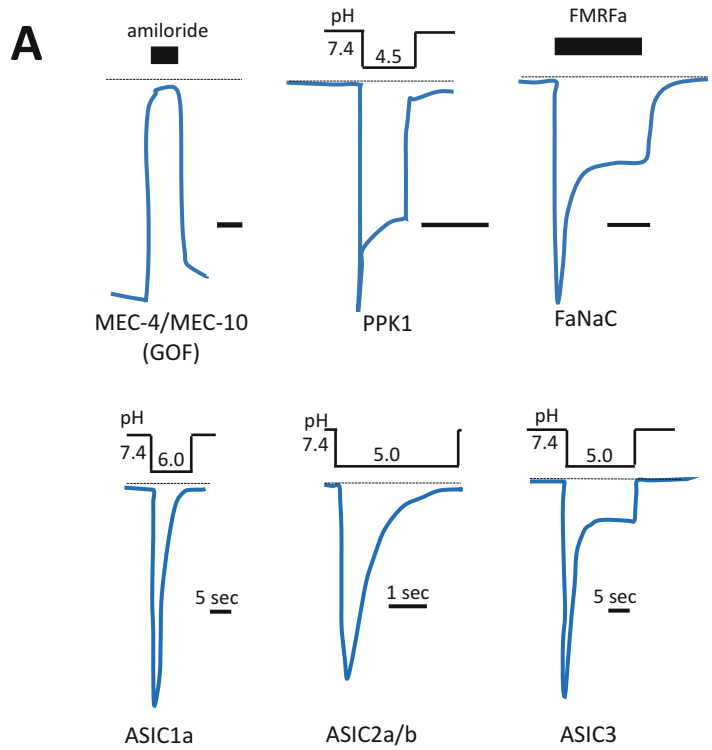 A
amiloride
pH
7.4
4.5
FMRFa
MEC-4/MEC-10
(GOF)
PPK1
FaNaC
pH
7.4
6.0
5 sec
ASIC1a
pH
7.4
5.0
1 sec
ASIC2a/b
pH
7.4
5.0
5 sec
ASIC3